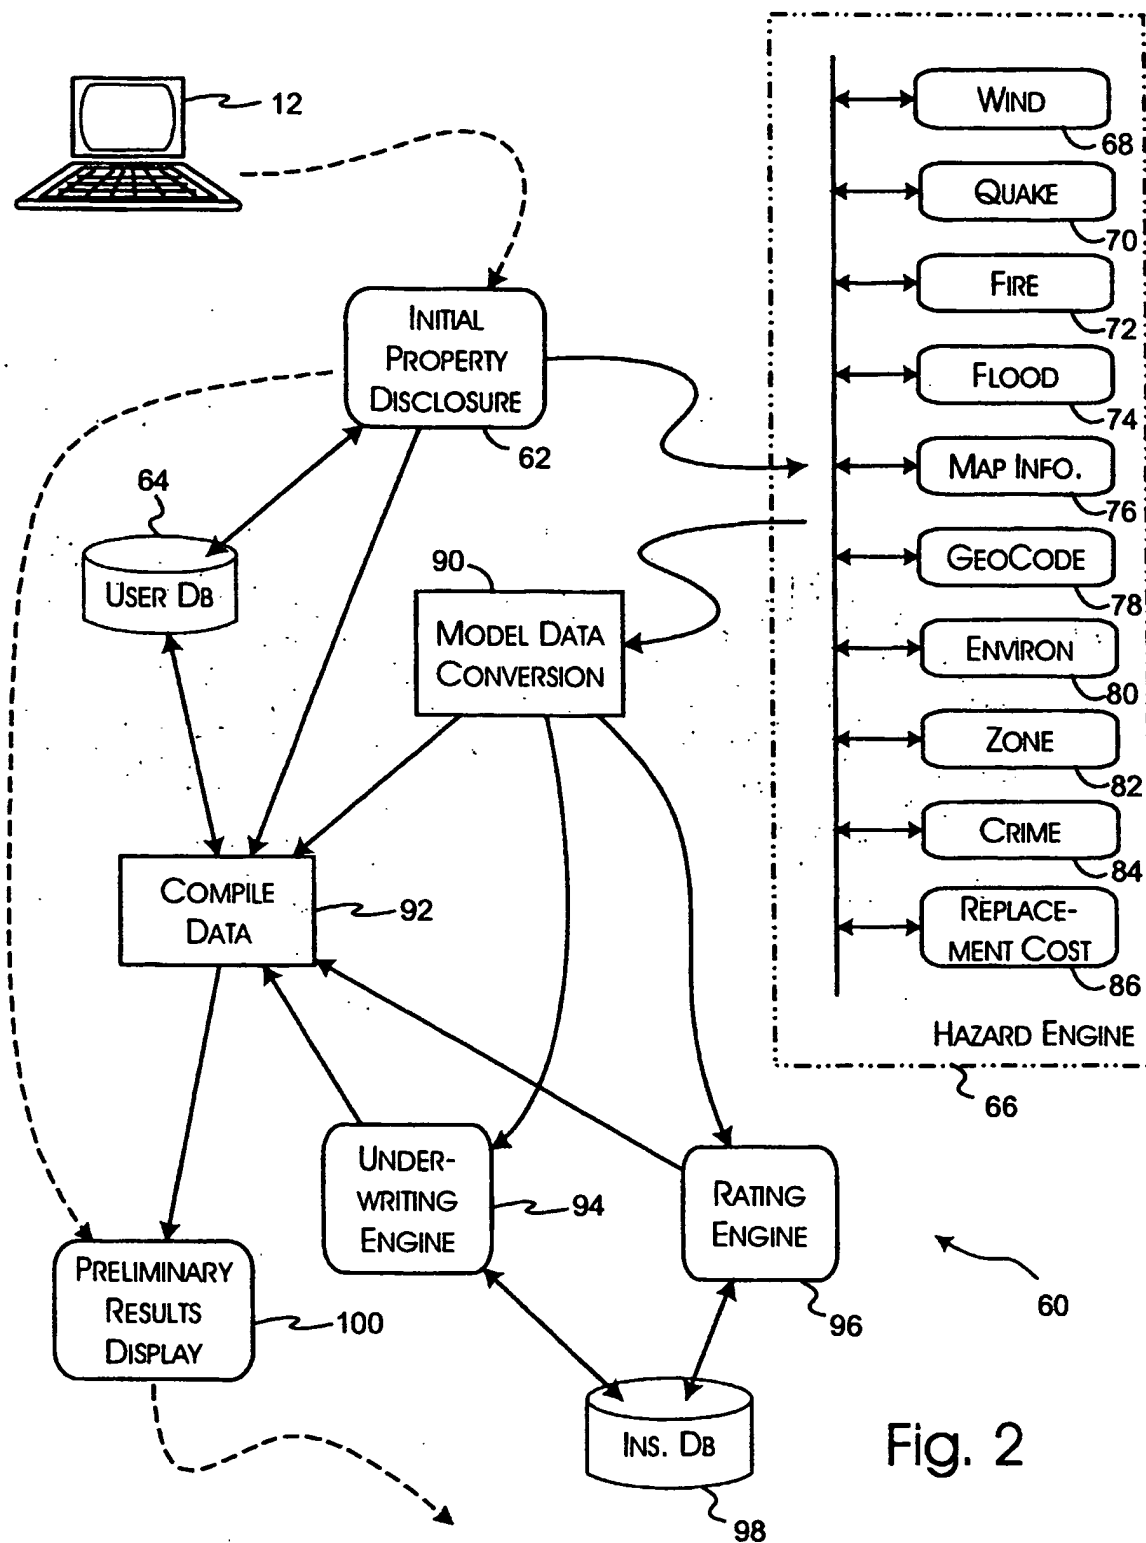 12
WIND
68
QUAKE
70
FIRE
72
FLOOD
74
MAP INFO.
76
GEOCODE
78
ENVIRON
80
ZONE
82
CRIME
84
REPLACE-
MENT COST
86
HAZARD ENGINE
66
INITIAL
PROPERTY
DISCLOSURE
62
64
USER DB
90
MODEL DATA
CONVERSION
COMPILE
DATA
92
UNDER-
WRITING
ENGINE
94
RATING
ENGINE
96
60
PRELIMINARY
RESULTS
DISPLAY
100
INS. DB
98
Fig. 2